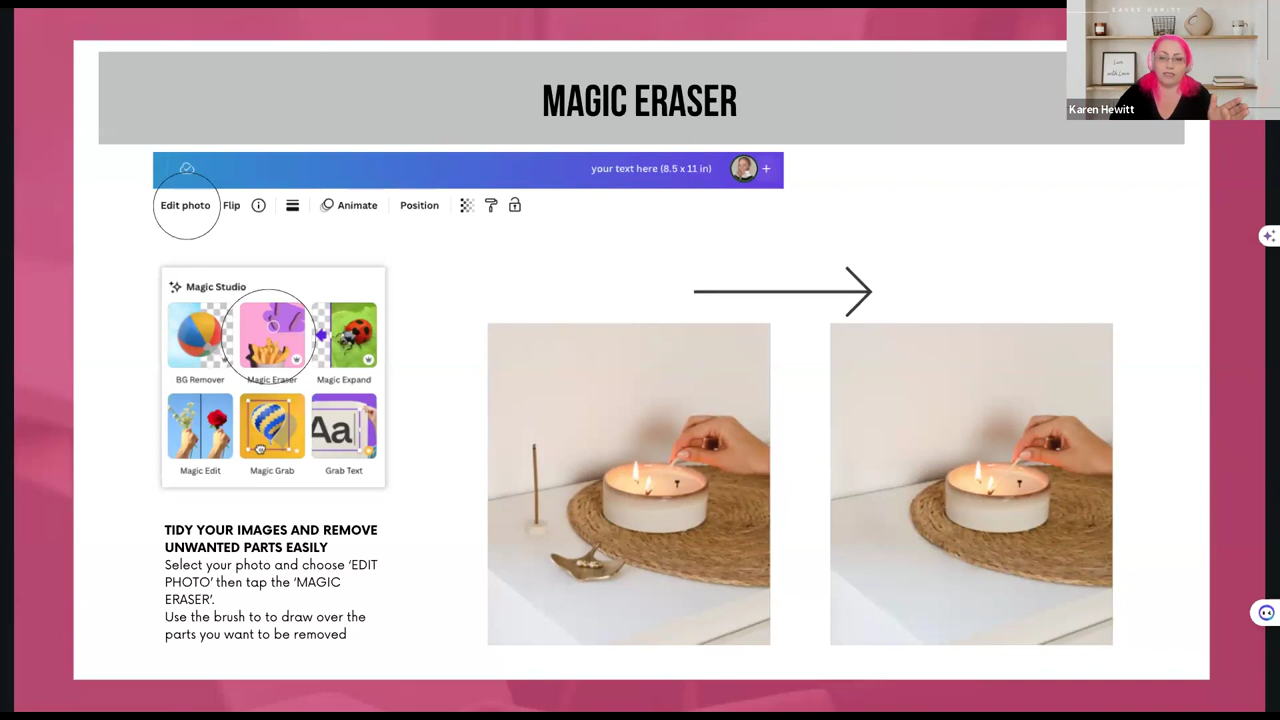 KAREN HEWITT
MAGIC ERASER
Karen Hewitt
your text here (8.5 x 11 in)
Edit photo Flip Animate Position
Magic Studio
BG Remover Magic Eraser Magic Expand
Aa
Magic Edit Magic Grab Grab Text
TIDY YOUR IMAGES AND REMOVE
UNWANTED PARTS EASILY
Select your photo and choose ‘EDIT
PHOTO’ then tap the ‘MAGIC
ERASER’.
Use the brush to to draw over the
parts you want to be removed